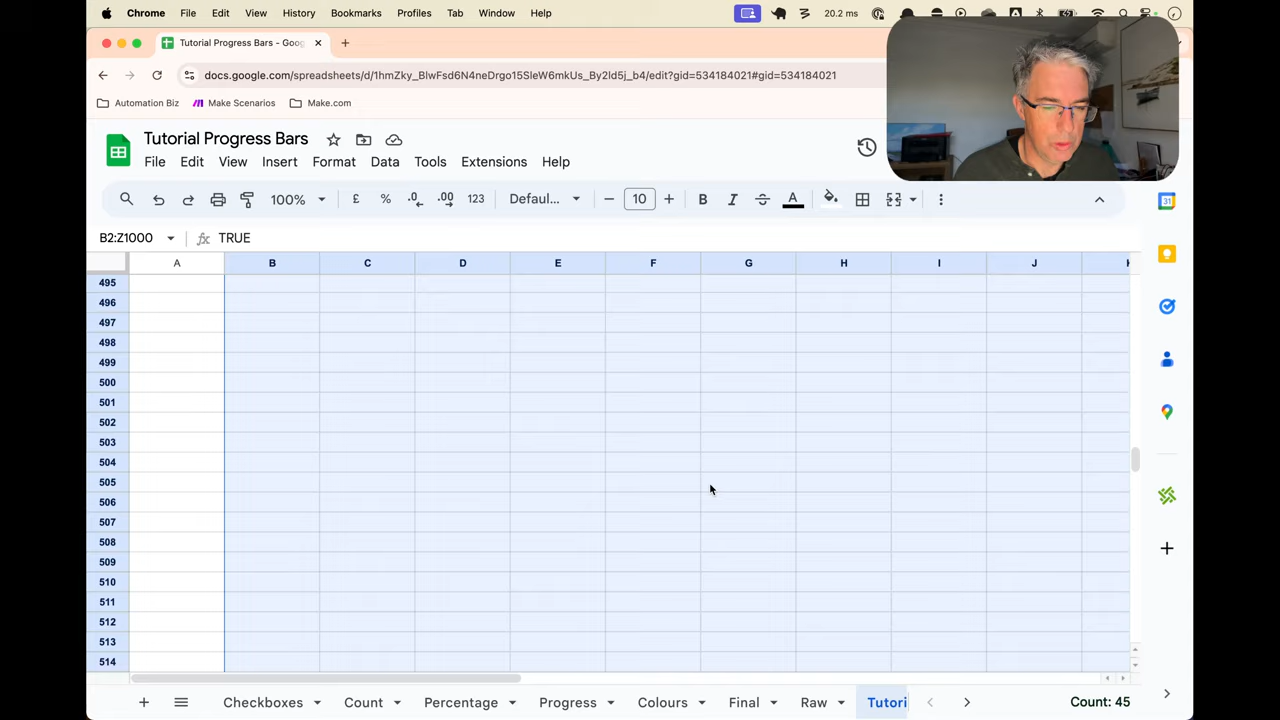 Chrome File Edit View History Bookmarks Profiles Tab Window Help 20.2 ms
Tutorial Progress Bars - Goog
docs.google.com/spreadsheets/d/1hmZky_BlwFsd6N4neDrgo15SleW6mkUs_By2ld5j_b4/edit?gid=534184021#gid=534184021
Automation Biz Make Scenarios Make.com
Tutorial Progress Bars
File Edit View Insert Format Data Tools Extensions Help
100% £ % .0 .00 123 Defaul... 10 B I S A
31
B2:Z1000 fx TRUE
A B C D E F G H I J
495
496
497
498
499
500
501
502
503
504
505
506
507
508
509
510
511
512
513
514
Checkboxes Count Percentage Progress Colours Final Raw Tutori Count: 45